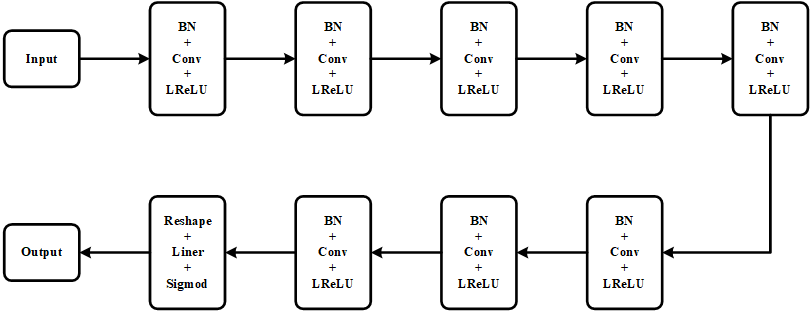 Input
BN
+
Conv
+
LReLU
BN
+
Conv
+
LReLU
BN
+
Conv
+
LReLU
BN
+
Conv
+
LReLU
BN
+
Conv
+
LReLU
Output
Reshape
+
Liner
+
Sigmod
BN
+
Conv
+
LReLU
BN
+
Conv
+
LReLU
BN
+
Conv
+
LReLU